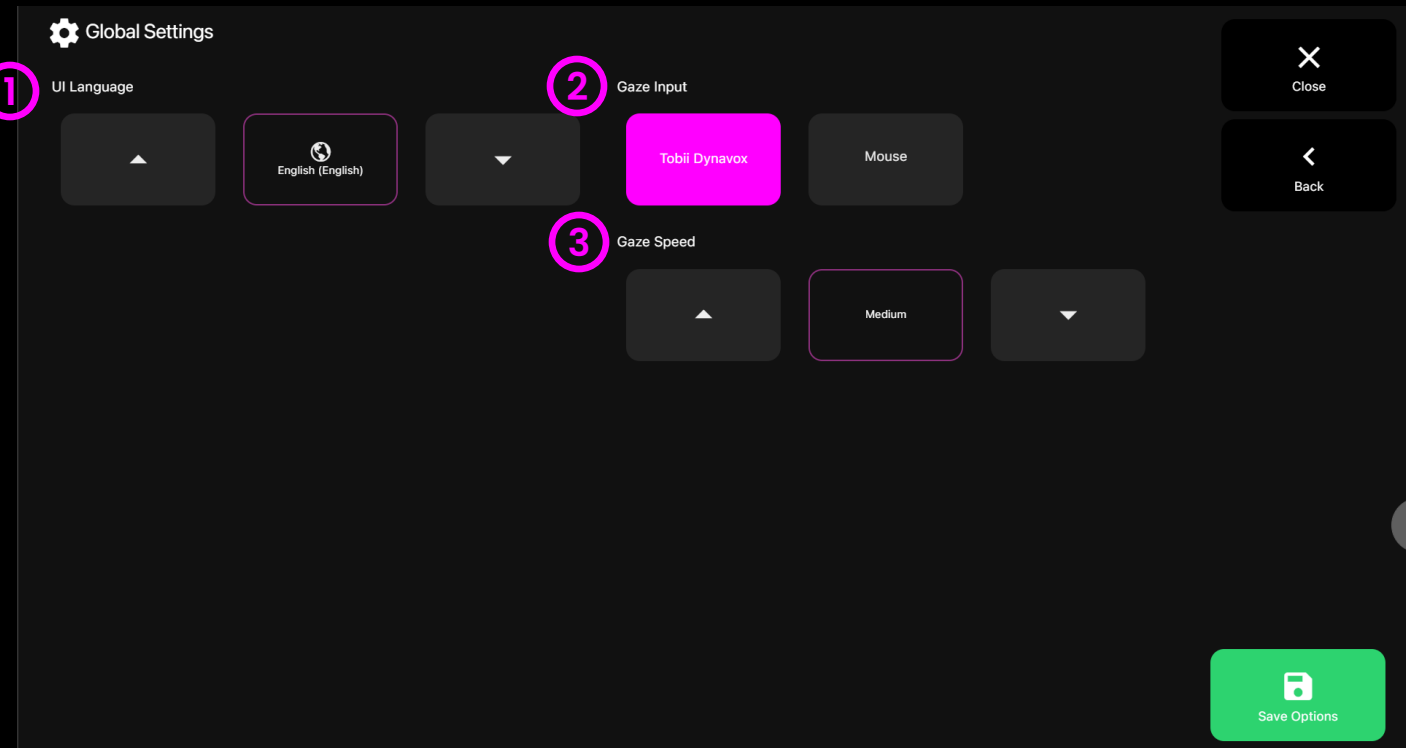 Global Settings
1
UI Language
English (English)
2
Gaze Input
Tobii Dynavox
Mouse
3
Gaze Speed
Medium
Close
Back
Save Options